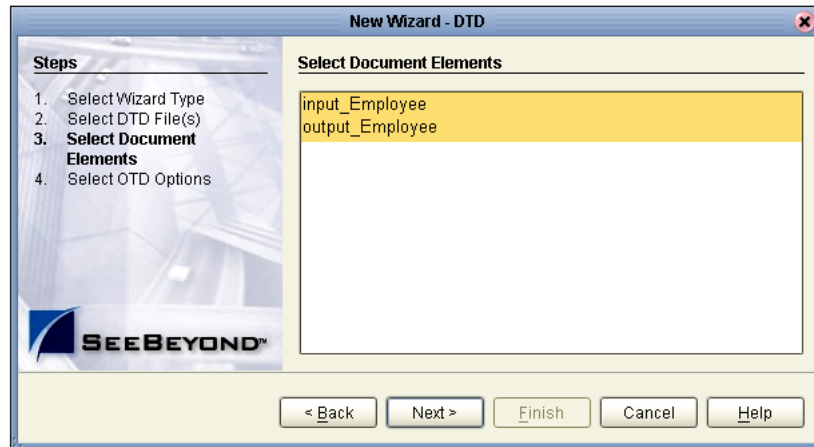 New Wizard - DTD
Steps
1. Select Wizard Type
2. Select DTD File(s)
3. Select Document
Elements
4. Select OTD Options
SEEBEYOND™
Select Document Elements
input_Employee
output_Employee
< Back
Next >
Finish
Cancel
Help